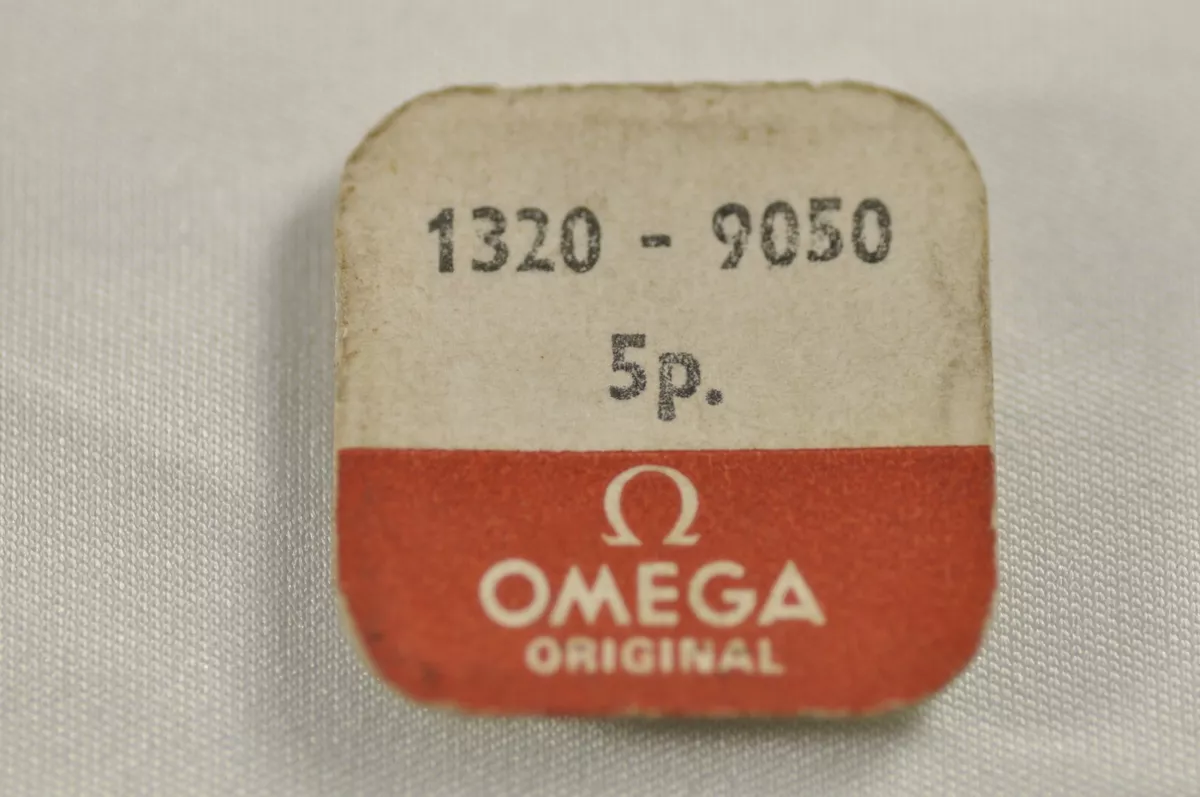 1320 - 9050
5p.
Ω
OMEGA
ORIGINAL